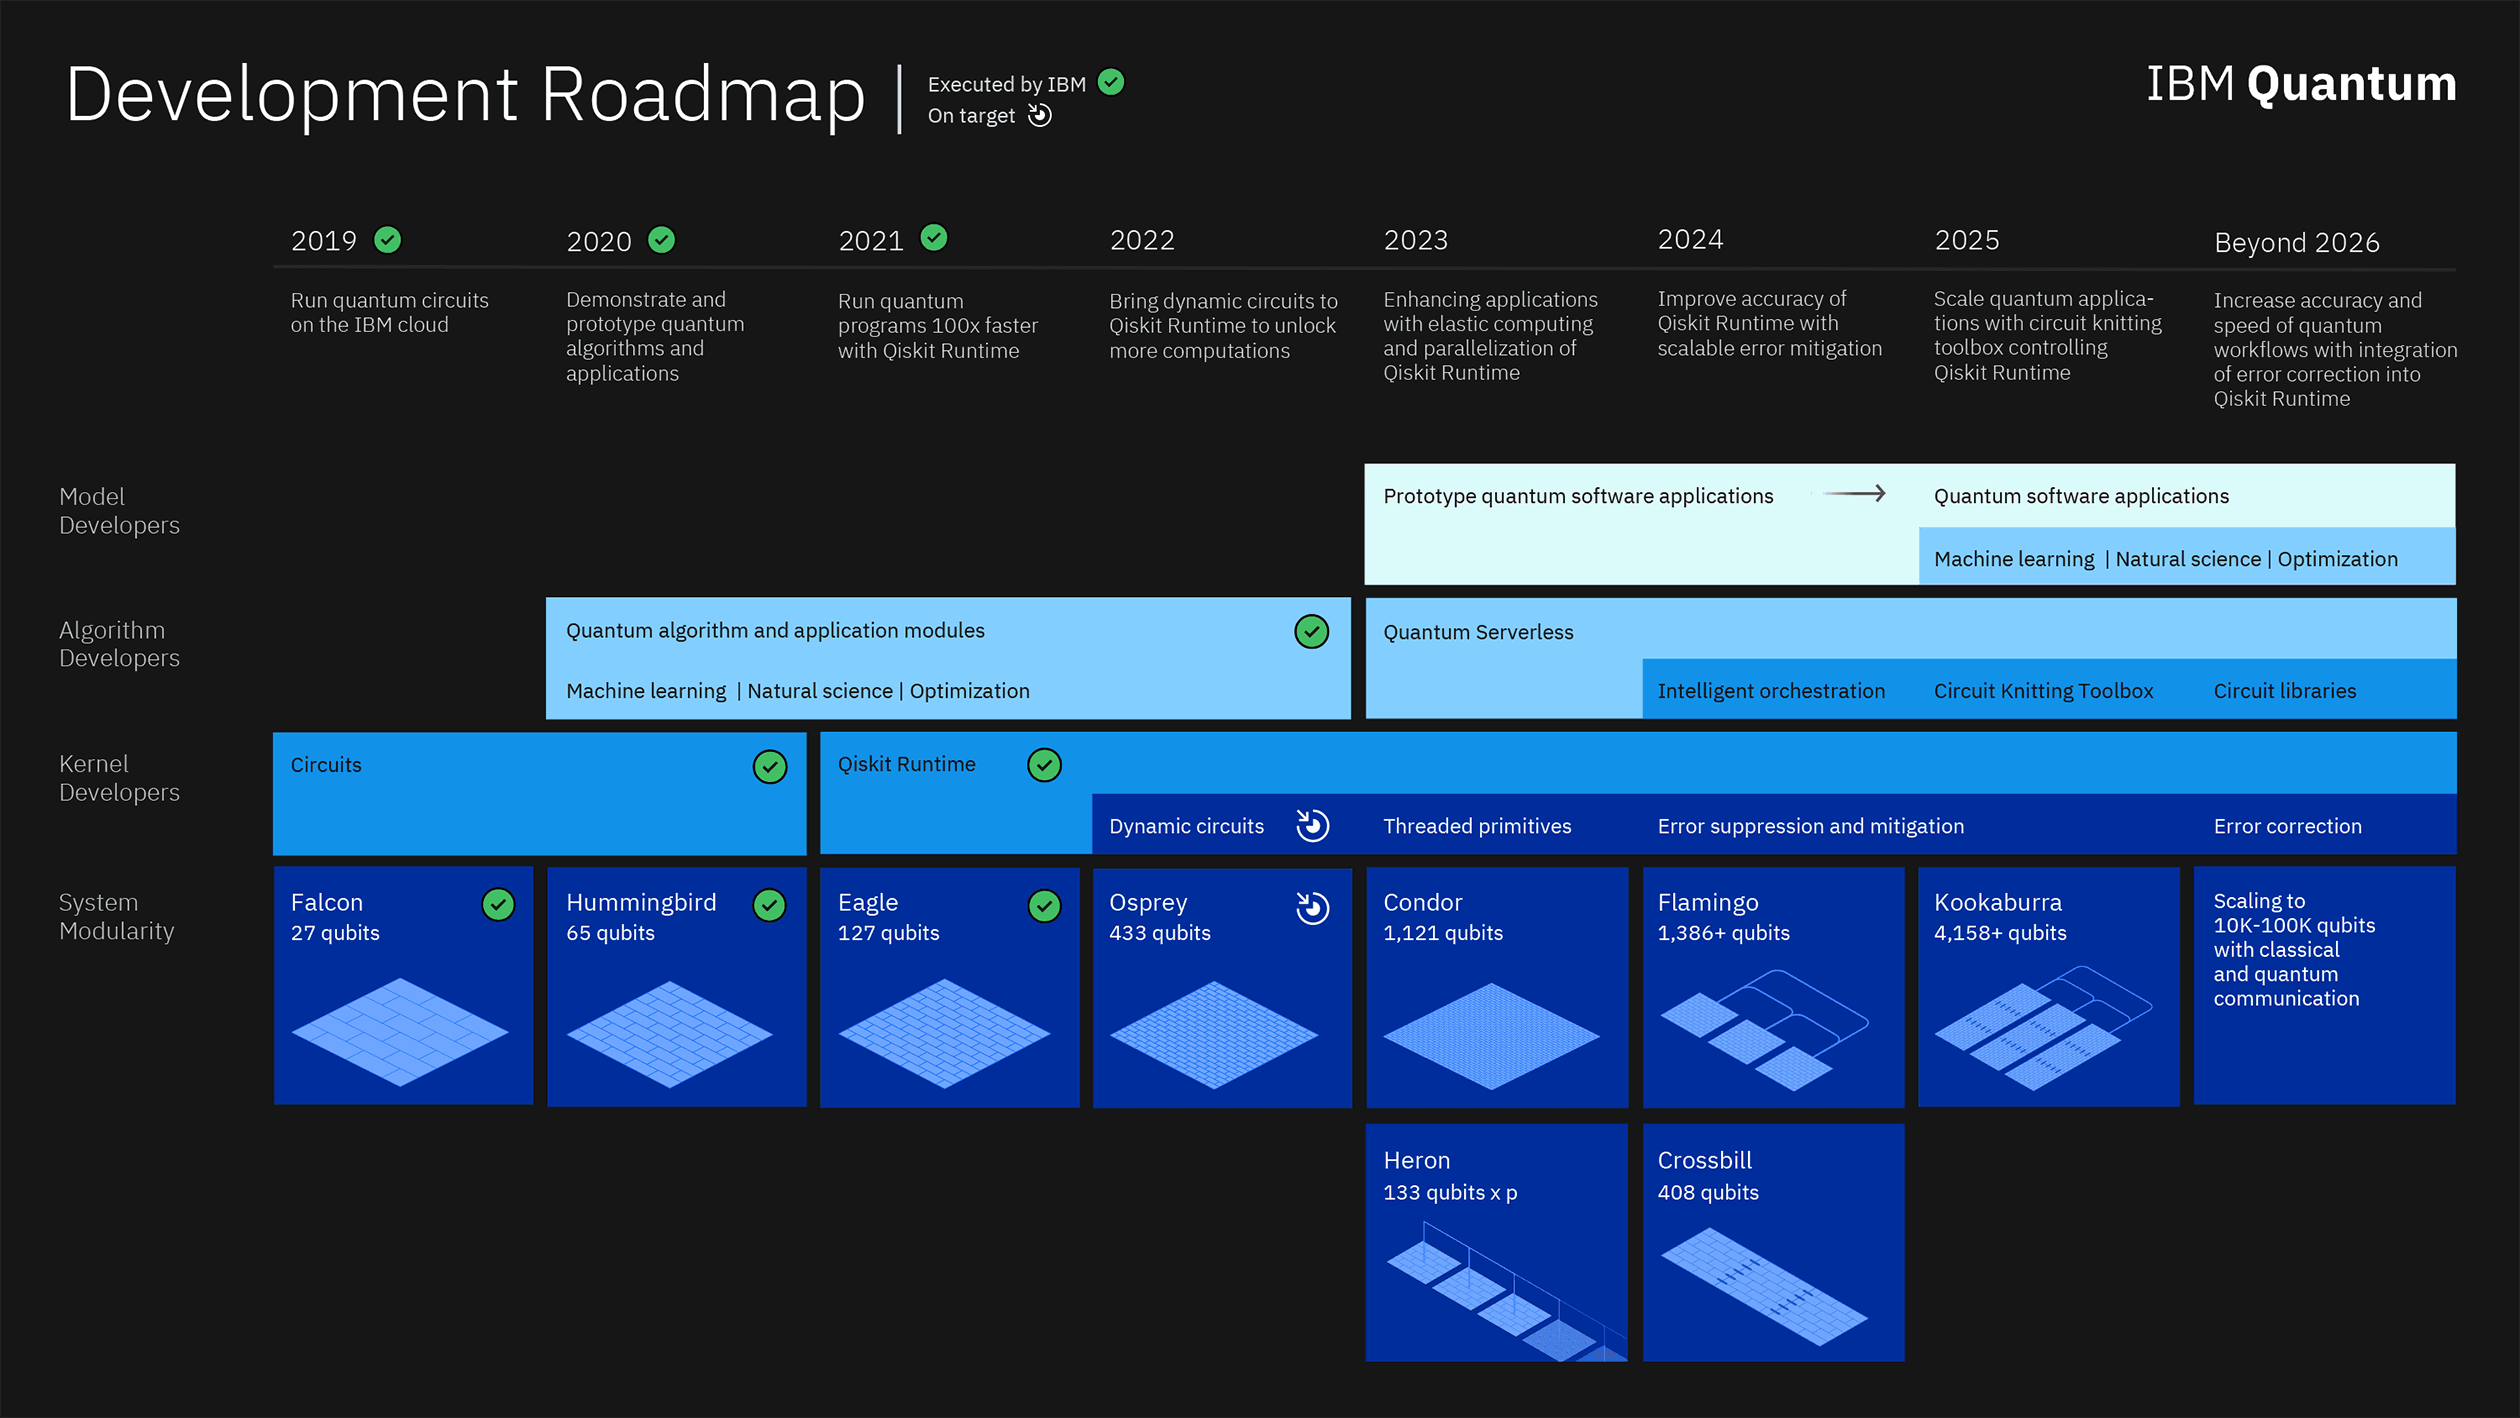 Development Roadmap
Executed by IBM
On target
IBM Quantum
2019
2020
2021
2022
2023
2024
2025
Beyond 2026
Run quantum circuits
on the IBM cloud
Demonstrate and
prototype quantum
algorithms and
applications
Run quantum
programs 100x faster
with Qiskit Runtime
Bring dynamic circuits to
Qiskit Runtime to unlock
more computations
Enhancing applications
with elastic computing
and parallelization of
Qiskit Runtime
Improve accuracy of
Qiskit Runtime with
scalable error mitigation
Scale quantum applica-
tions with circuit knitting
toolbox controlling
Qiskit Runtime
Increase accuracy and
speed of quantum
workflows with integration
of error correction into
Qiskit Runtime
Model
Developers
Prototype quantum software applications
Quantum software applications
Machine learning | Natural science | Optimization
Algorithm
Developers
Quantum algorithm and application modules
Machine learning | Natural science | Optimization
Quantum Serverless
Intelligent orchestration
Circuit Knitting Toolbox
Circuit libraries
Kernel
Developers
Circuits
Qiskit Runtime
Dynamic circuits
Threaded primitives
Error suppression and mitigation
Error correction
System
Modularity
Falcon
27 qubits
Hummingbird
65 qubits
Eagle
127 qubits
Osprey
433 qubits
Condor
1,121 qubits
Flamingo
1,386+ qubits
Kookaburra
4,158+ qubits
Scaling to
10K-100K qubits
with classical
and quantum
communication
Heron
133 qubits x p
Crossbill
408 qubits